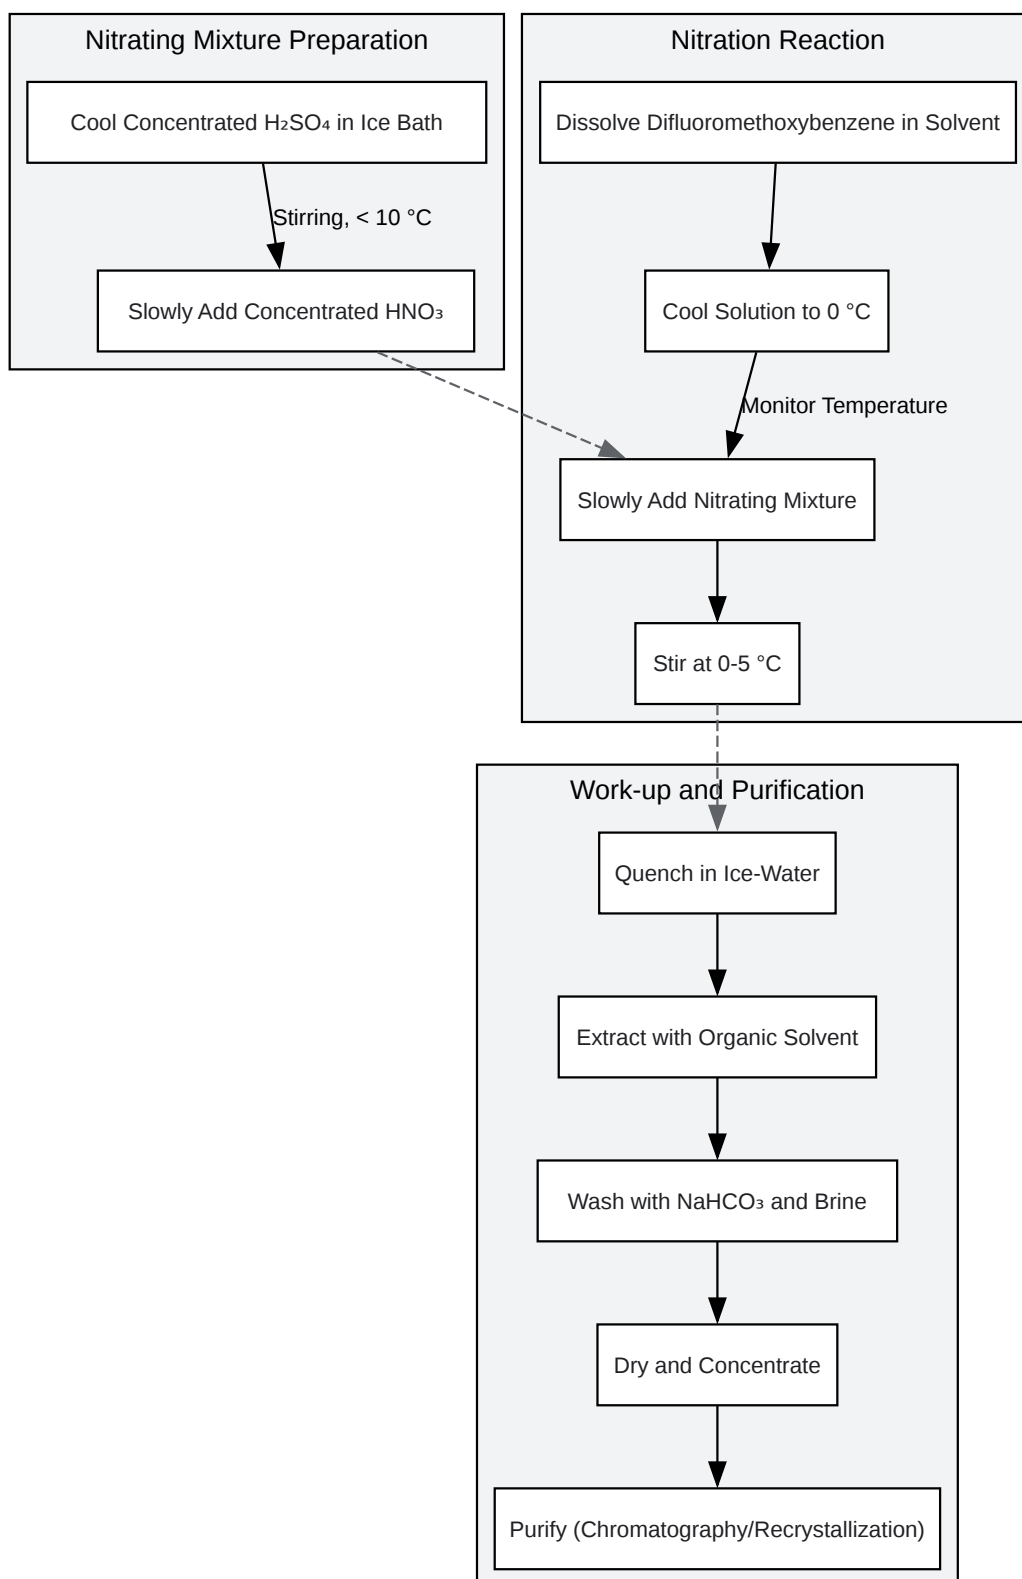 Nitrating Mixture Preparation
Cool Concentrated H₂SO₄ in Ice Bath
Stirring, < 10 °C
Slowly Add Concentrated HNO₃
Nitration Reaction
Dissolve Difluoromethoxybenzene in Solvent
Cool Solution to 0 °C
Monitor Temperature
Slowly Add Nitrating Mixture
Stir at 0-5 °C
Work-up and Purification
Quench in Ice-Water
Extract with Organic Solvent
Wash with NaHCO₃ and Brine
Dry and Concentrate
Purify (Chromatography/Recrystallization)